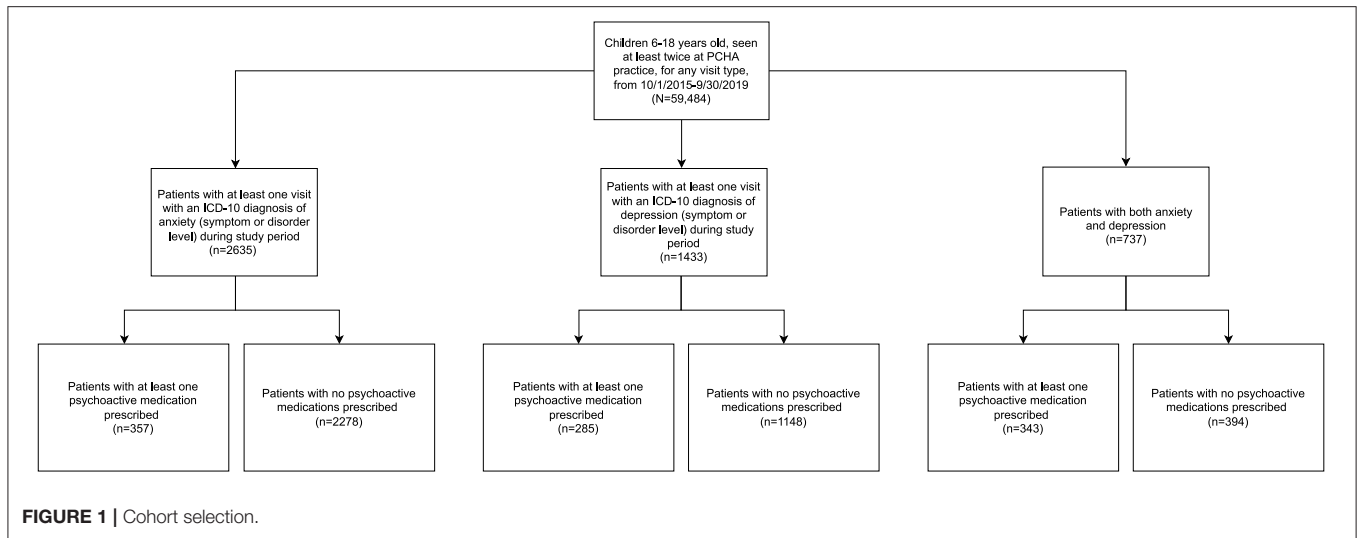 Children 6-18 years old, seen
at least twice at PCHA
practice, for any visit type,
from 10/1/2015-9/30/2019
(N=59,484)
Patients with at least one visit
with an ICD-10 diagnosis of
anxiety (symptom or disorder
level) during study period
(n=2635)
Patients with at least one visit
with an ICD-10 diagnosis of
depression (symptom or
disorder level) during study
period
(n=1433)
Patients with both anxiety
and depression
(n=737)
Patients with at least one
psychoactive medication
prescribed
(n=357)
Patients with no psychoactive
medications prescribed
(n=2278)
Patients with at least one
psychoactive medication
prescribed
(n=285)
Patients with no psychoactive
medications prescribed
(n=1148)
Patients with at least one
psychoactive medication
prescribed
(n=343)
Patients with no psychoactive
medications prescribed
(n=394)
FIGURE 1 | Cohort selection.